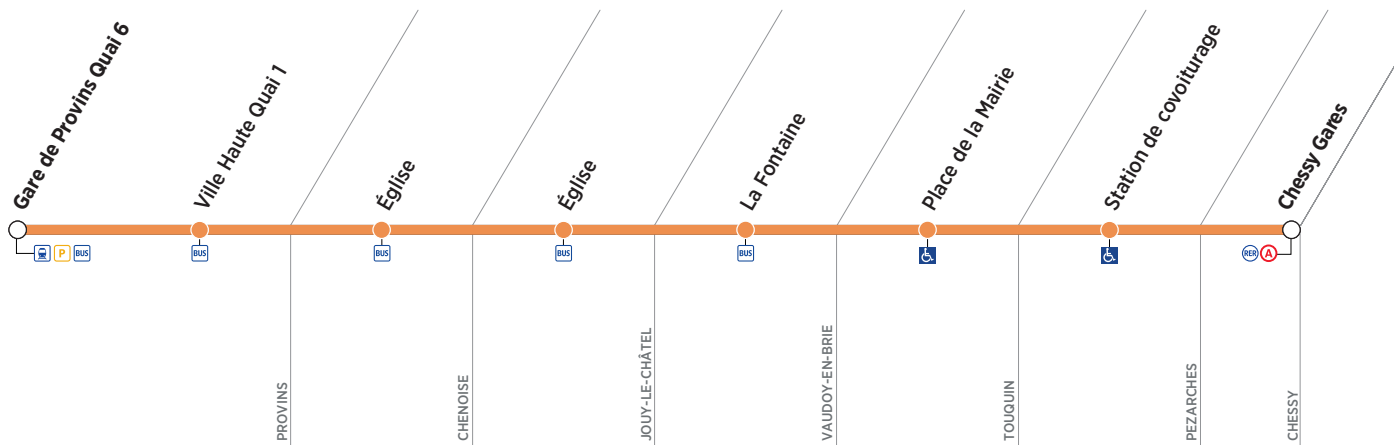 Gare de Provins Quai 6
Ville Haute Quai 1
Église
Église
La Fontaine
Place de la Mairie
Station de covoiturage
Chessy Gares
P BUS
BUS
BUS
BUS
BUS
RER A
PROVINS
CHENOISE
JOUY-LE-CHÂTEL
VAUDOY-EN-BRIE
TOUQUIN
PEZARCHES
CHESSY